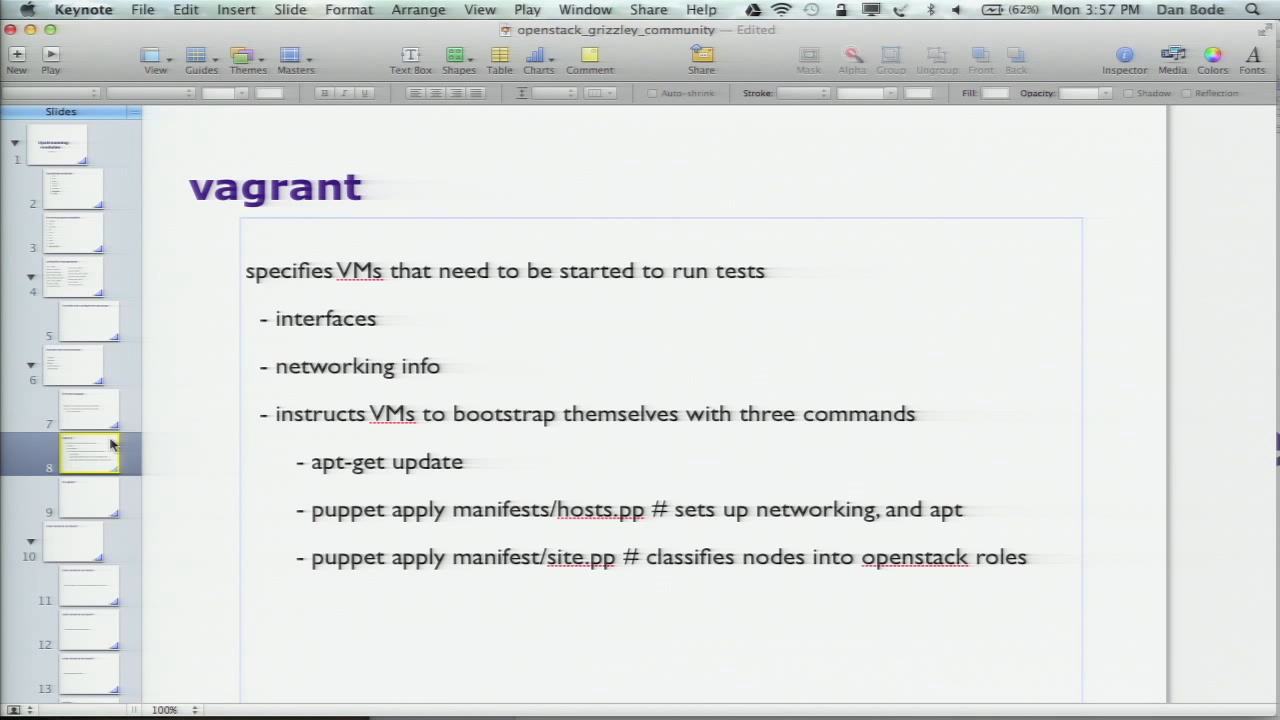 Keynote File Edit Insert Slide Format Arrange View Play Window Share Help (62%) Mon 3:57 PM Dan Bode
openstack_grizzley_community — Edited
New Play View Guides Themes Masters Text Box Shapes Table Charts Comment Share Mask Alpha Group Ungroup Front Back Inspector Media Colors Fonts
B I U Auto-shrink Stroke: Fill: Opacity: Shadow Reflection
Slides
1
2
3
4
5
6
7
8
9
10
11
12
13
vagrant
specifies VMs that need to be started to run tests
- interfaces
- networking info
- instructs VMs to bootstrap themselves with three commands
- apt-get update
- puppet apply manifests/hosts.pp # sets up networking, and apt
- puppet apply manifest/site.pp # classifies nodes into openstack roles
100%